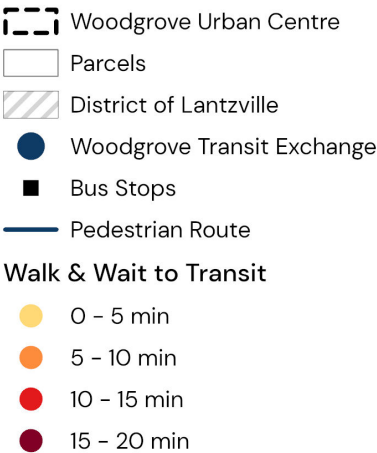 Woodgrove Urban Centre
Parcels
District of Lantzville
Woodgrove Transit Exchange
Bus Stops
Pedestrian Route
Walk & Wait to Transit
0 - 5 min
5 - 10 min
10 - 15 min
15 - 20 min